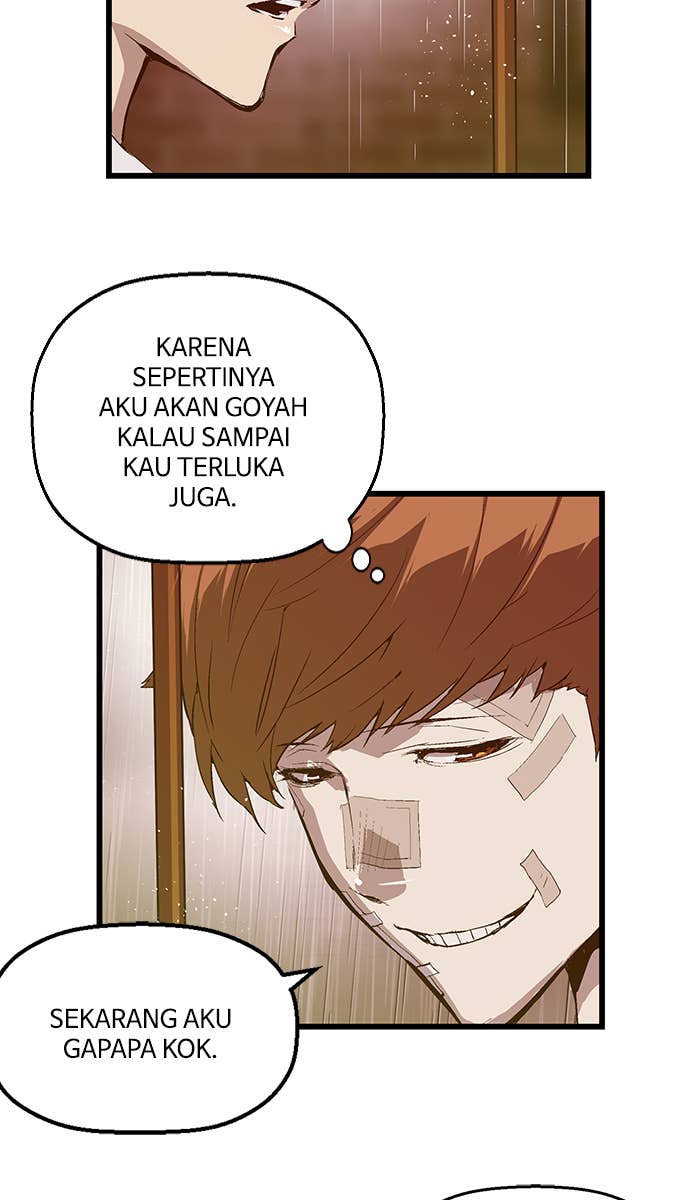 KARENA
SEPERTINYA
AKU AKAN GOYAH
KALAU SAMPAI
KAU TERLUKA
JUGA.
SEKARANG AKU
GAPAPA KOK.